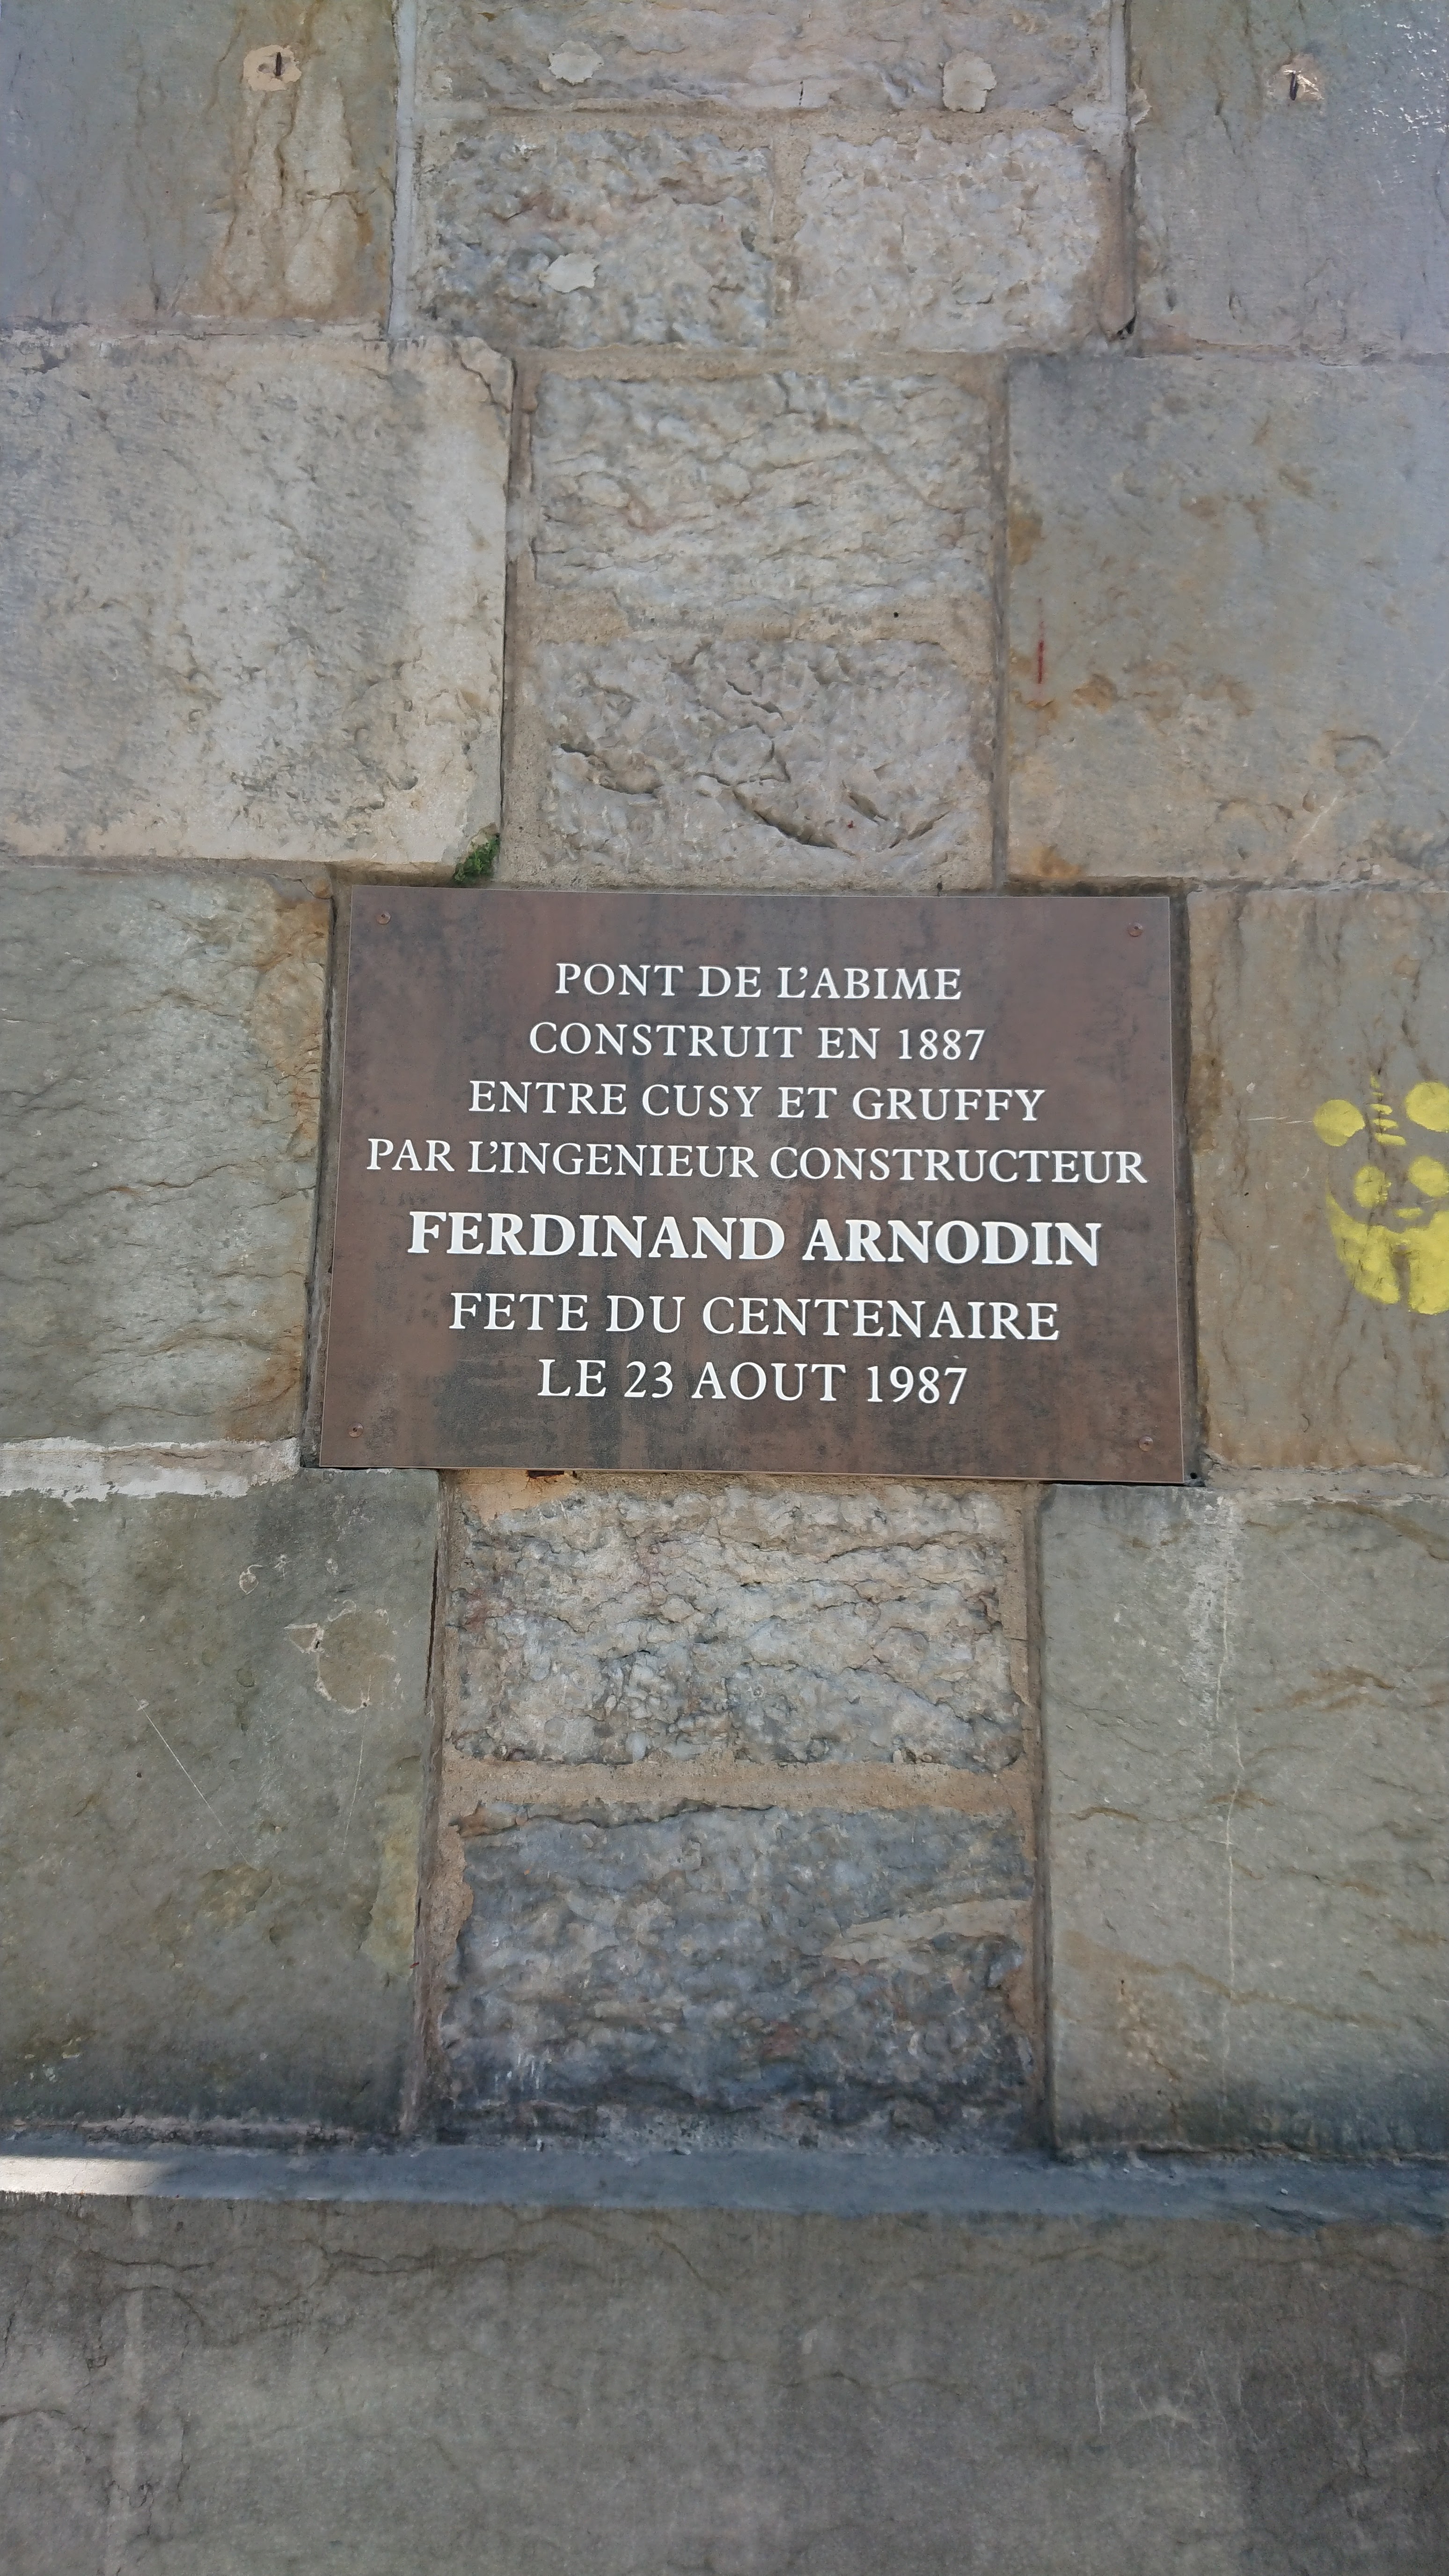 PONT DE L'ABIME
CONSTRUIT EN 1887
ENTRE CUSY ET GRUFFY
PAR L'INGENIEUR CONSTRUCTEUR
FERDINAND ARNODIN
FETE DU CENTENAIRE
LE 23 AOUT 1987